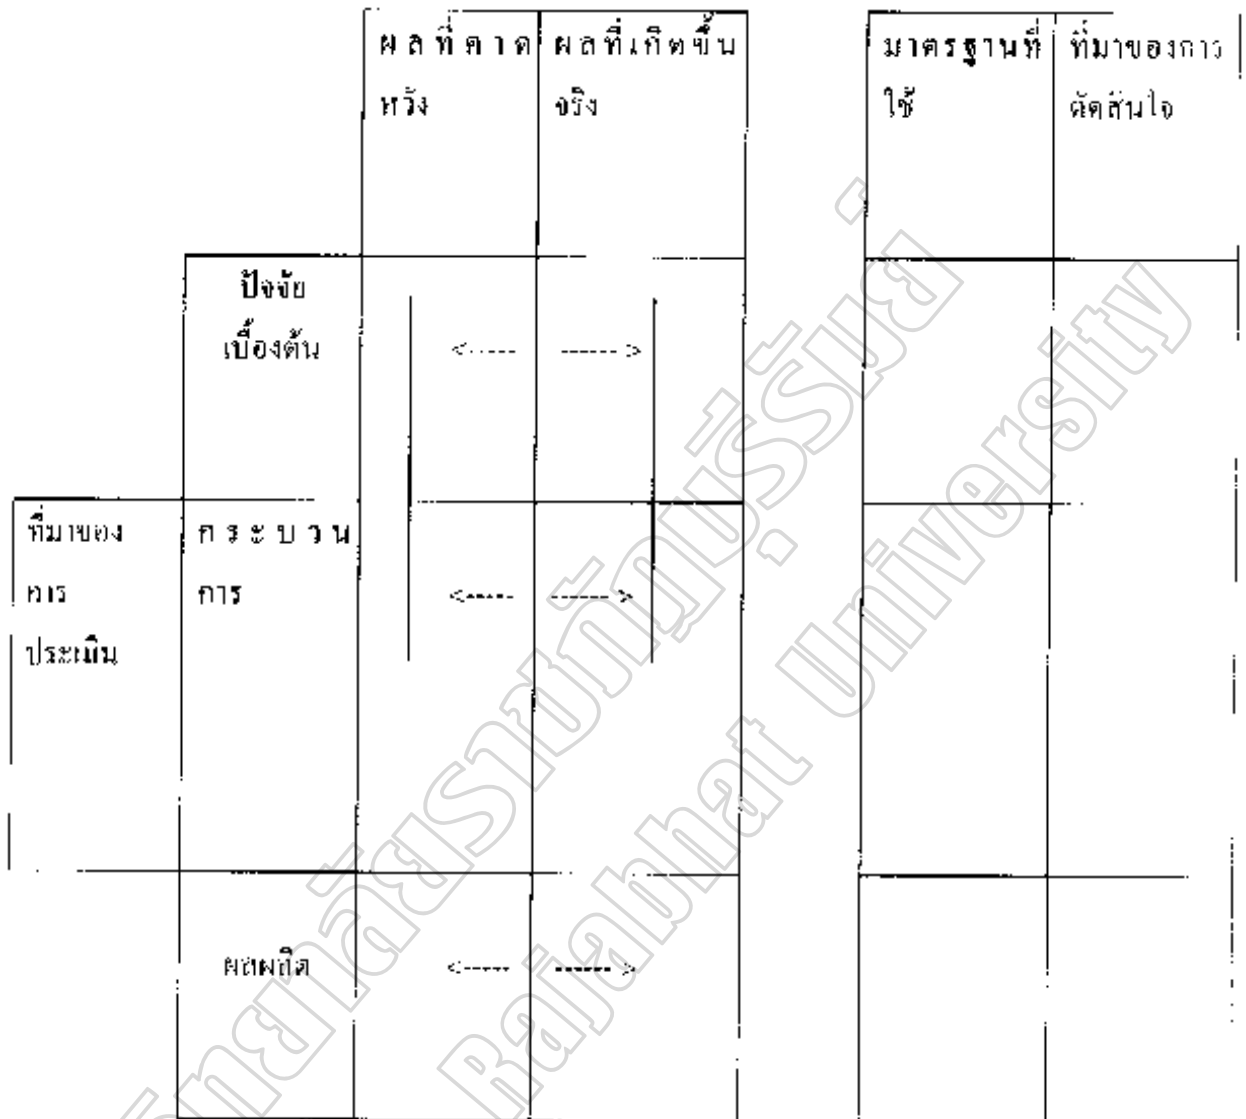 ผลที่คาด
หวัง
ผลที่เกิดขึ้น
จริง
มาตรฐานที่
ใช้
ที่มาของการ
ตัดสินใจ
ปัจจัย
เบื้องต้น
ที่มาของ
การ
ประเมิน
กระบวน
การ
ผลผลิต
Rajabhat University